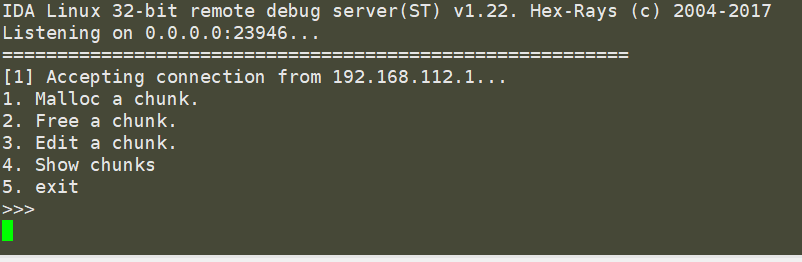 IDA Linux 32-bit remote debug server(ST) v1.22. Hex-Rays (c) 2004-2017
Listening on 0.0.0.0:23946...
=========================================================
[1] Accepting connection from 192.168.112.1...
1. Malloc a chunk.
2. Free a chunk.
3. Edit a chunk.
4. Show chunks
5. exit
>>>